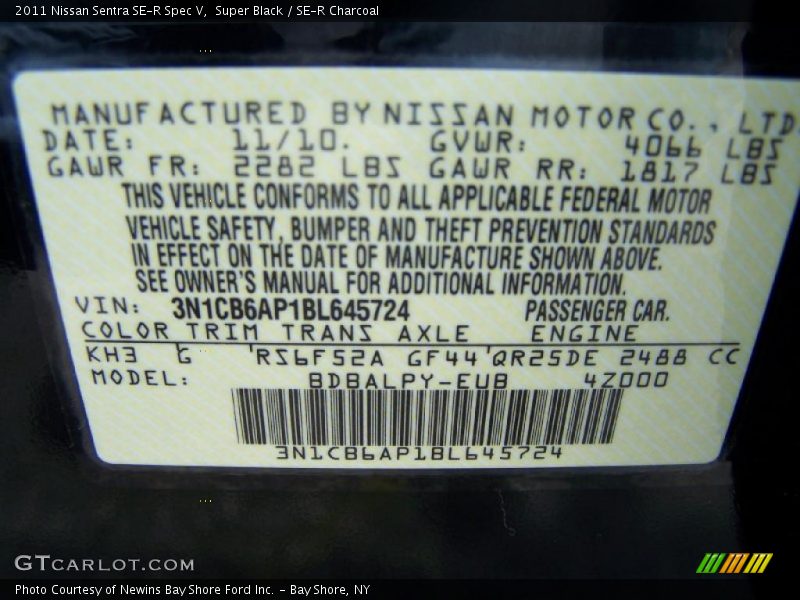 2011 Nissan Sentra SE-R Spec V, Super Black / SE-R Charcoal
MANUFACTURED BY NISSAN MOTOR CO., LTD
DATE: 11/10. GVWR: 4066 LBS
GAWR FR: 2282 LBS GAWR RR: 1817 LBS
THIS VEHICLE CONFORMS TO ALL APPLICABLE FEDERAL MOTOR
VEHICLE SAFETY, BUMPER AND THEFT PREVENTION STANDARDS
IN EFFECT ON THE DATE OF MANUFACTURE SHOWN ABOVE.
SEE OWNER'S MANUAL FOR ADDITIONAL INFORMATION.
VIN: 3N1CB6AP1BL645724 PASSENGER CAR.
COLOR TRIM TRANS AXLE ENGINE
KH3 G 'RS6F52A GF44'QR25DE 2488 CC
MODEL: BDBALPY-EUB 4Z000
3N1CB6AP1BL645724
GTCARLOT.COM
Photo Courtesy of Newins Bay Shore Ford Inc. - Bay Shore, NY